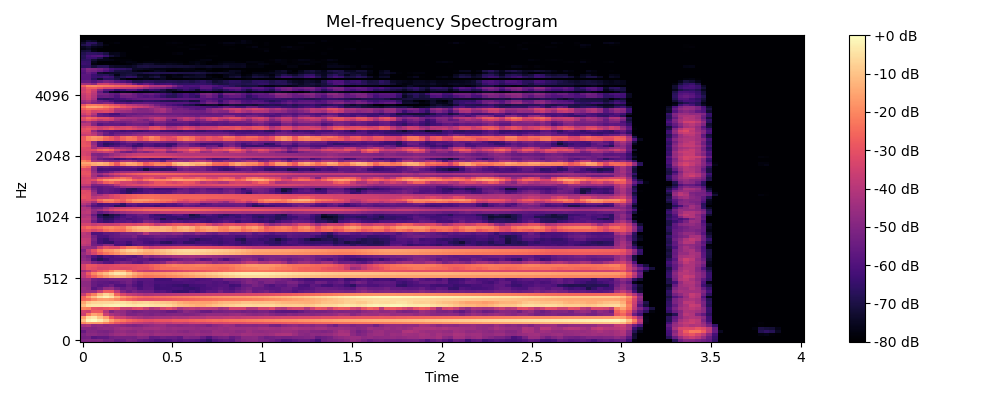 Mel-frequency Spectrogram
+0 dB
-10 dB
-20 dB
-30 dB
-40 dB
-50 dB
-60 dB
-70 dB
-80 dB
Hz
4096
2048
1024
512
0
0 0.5 1 1.5 2 2.5 3 3.5 4
Time